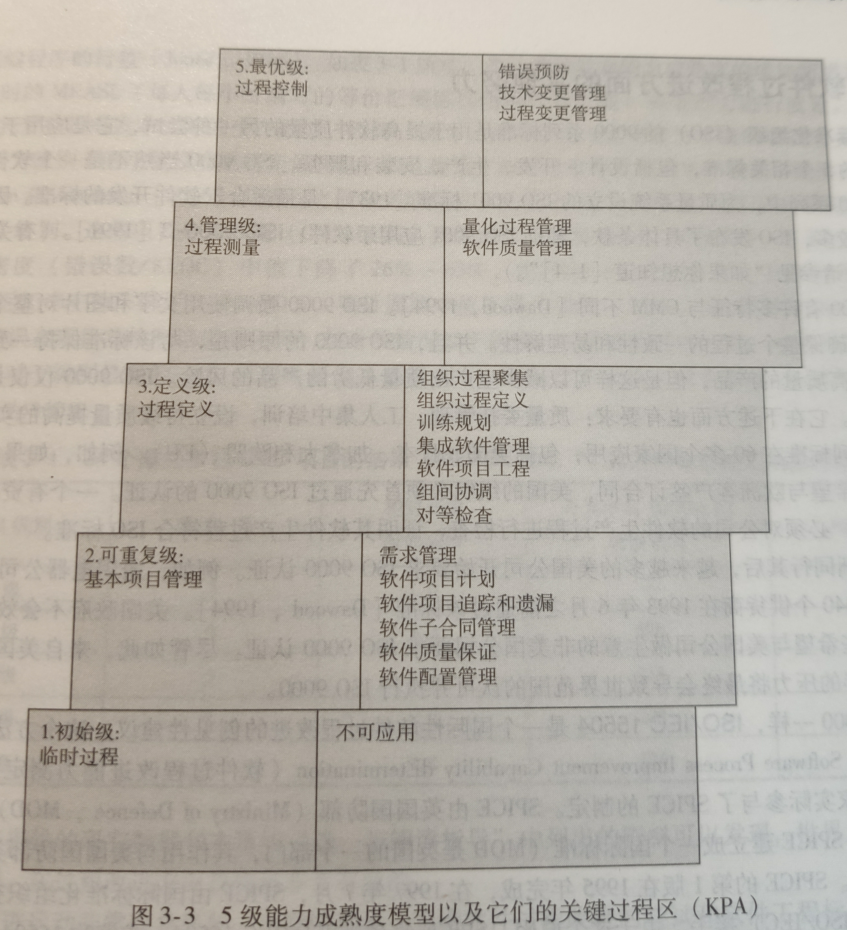 5.最优级:
过程控制
错误预防
技术变更管理
过程变更管理
4.管理级:
过程测量
量化过程管理
软件质量管理
3.定义级:
过程定义
组织过程聚集
组织过程定义
训练规划
集成软件管理
软件项目工程
组间协调
对等检查
2.可重复级:
基本项目管理
需求管理
软件项目计划
软件项目追踪和遗漏
软件子合同管理
软件质量保证
软件配置管理
1.初始级:
临时过程
不可应用
图 3-3 5 级能力成熟度模型以及它们的关键过程区（KPA）